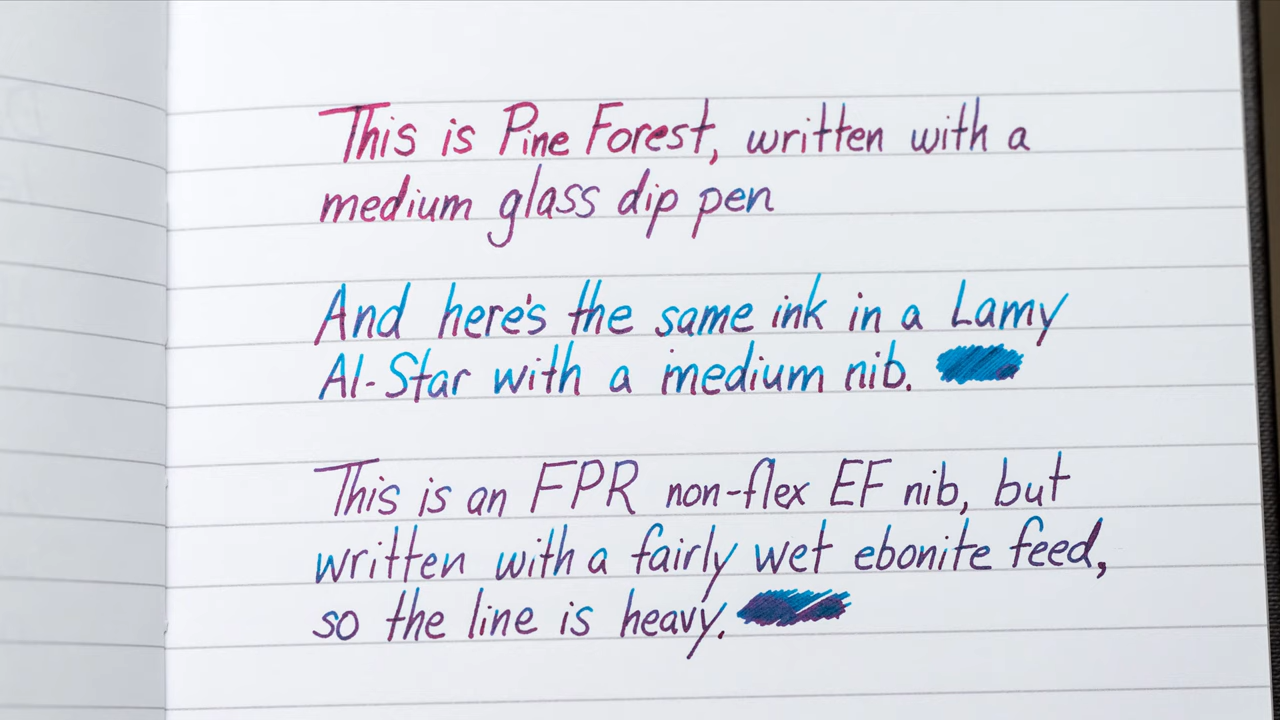 This is Pine Forest, written with a
medium glass dip pen
And here's the same ink in a Lamy
Al-Star with a medium nib.
This is an FPR non-flex EF nib, but
written with a fairly wet ebonite feed,
so the line is heavy.